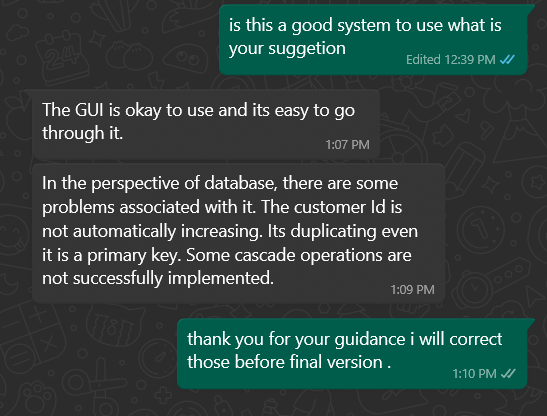 is this a good system to use what is
your suggetion
Edited 12:39 PM
The GUI is okay to use and its easy to go
through it.
1:07 PM
In the perspective of database, there are some
problems associated with it. The customer Id is
not automatically increasing. Its duplicating even
it is a primary key. Some cascade operations are
not successfully implemented.
1:09 PM
thank you for your guidance i will correct
those before final version .
1:10 PM